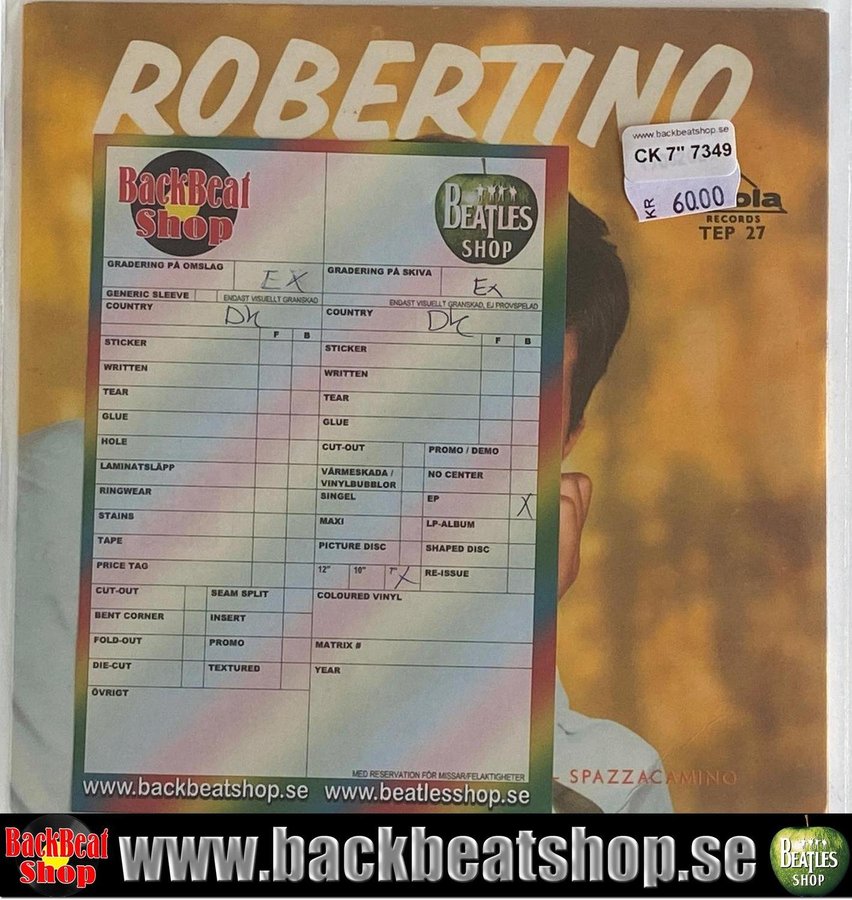 ROBERTINO
www.backbeatshop.se
CK 7" 7349
KR 60.00
ola
RECORDS
TEP 27
BackBeat
Shop
BEATLES
SHOP
GRADERING PÅ OMSLAG EX
GRADERING PÅ SKIVA Ex
GENERIC SLEEVE ENDAST VISUELLT GRANSKAD
ENDAST VISUELLT GRANSKAD, EJ PROVSPELAD
COUNTRY DK
COUNTRY DK
F B
F B
STICKER
STICKER
WRITTEN
WRITTEN
TEAR
TEAR
GLUE
GLUE
HOLE
CUT-OUT PROMO / DEMO
LAMINATSLÄPP
VÄRMESKADA /
VINYLBUBBLOR
NO CENTER
RINGWEAR
SINGEL EP X
STAINS
MAXI LP-ALBUM
TAPE
PICTURE DISC SHAPED DISC
PRICE TAG
12" 10" 7" X RE-ISSUE
CUT-OUT SEAM SPLIT
COLOURED VINYL
BENT CORNER INSERT
FOLD-OUT PROMO
MATRIX #
DIE-CUT TEXTURED
YEAR
ÖVRIGT
MED RESERVATION FÖR MISSAR/FELAKTIGHETER
www.backbeatshop.se www.beatlesshop.se
- SPAZZACAMINO
BackBeat
Shop
www.backbeatshop.se
BEATLES
SHOP